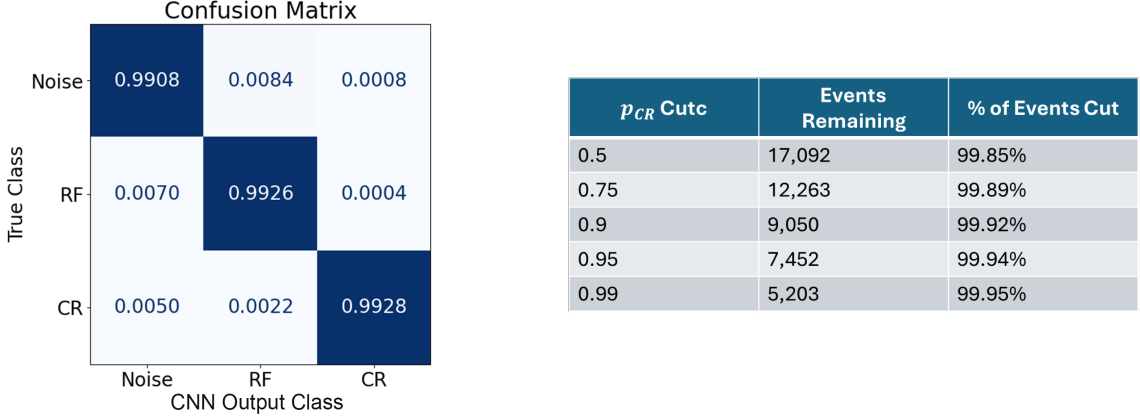 Confusion Matrix
True Class
Noise 0.9908 0.0084 0.0008
RF 0.0070 0.9926 0.0004
CR 0.0050 0.0022 0.9928
Noise RF CR
CNN Output Class
p_CR Cutc Events Remaining % of Events Cut
0.5 17,092 99.85%
0.75 12,263 99.89%
0.9 9,050 99.92%
0.95 7,452 99.94%
0.99 5,203 99.95%